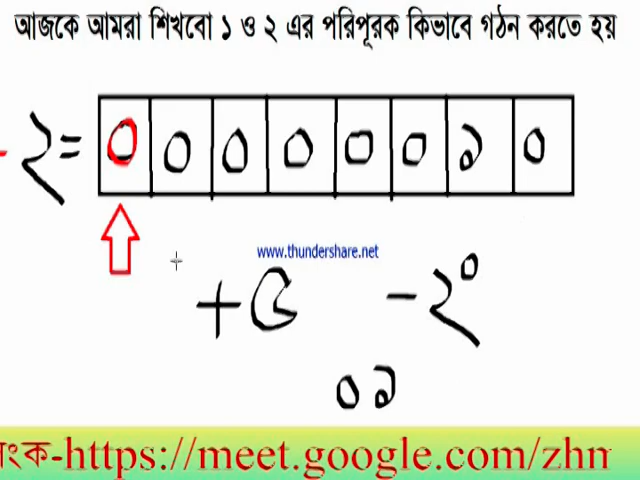 আজকে আমরা শিখবো ১ ও ২ এর পরিপূরক কিভাবে গঠন করতে হয়
- ২ = ০ ০ ০ ০ ০ ০ ১ ০
www.thundershare.net
+ ৫ - ২০
০১
ংক-https://meet.google.com/zhn